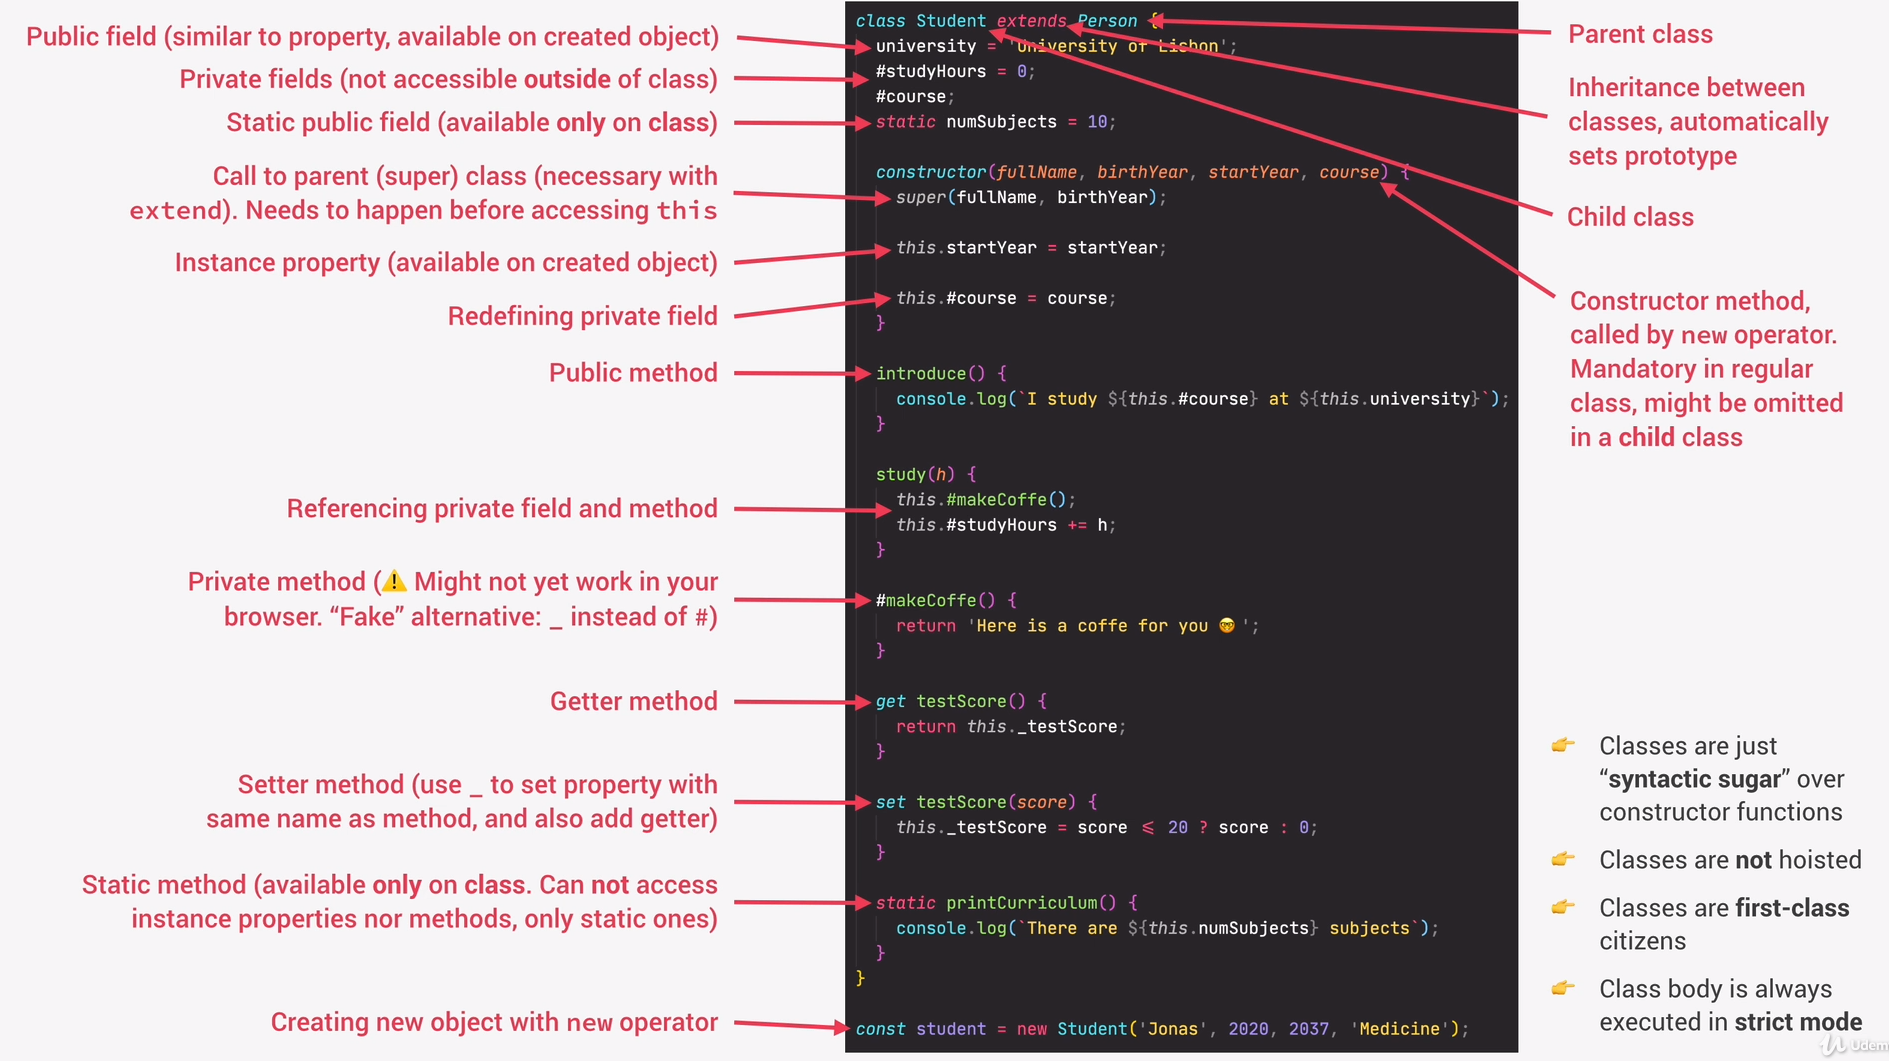 Public field (similar to property, available on created object)
Private fields (not accessible outside of class)
Static public field (available only on class)
Call to parent (super) class (necessary with
extend). Needs to happen before accessing this
Instance property (available on created object)
Redefining private field
Public method
Referencing private field and method
Private method (⚠️ Might not yet work in your
browser. “Fake” alternative: _ instead of #)
Getter method
Setter method (use _ to set property with
same name as method, and also add getter)
Static method (available only on class. Can not access
instance properties nor methods, only static ones)
Creating new object with new operator
class Student extends Person {
university = 'University of Lisbon';
#studyHours = 0;
#course;
static numSubjects = 10;
constructor(fullName, birthYear, startYear, course) {
super(fullName, birthYear);
this.startYear = startYear;
this.#course = course;
}
introduce() {
console.log(`I study ${this.#course} at ${this.university}`);
}
study(h) {
this.#makeCoffe();
this.#studyHours += h;
}
#makeCoffe() {
return 'Here is a coffe for you 🤓 ';
}
get testScore() {
return this._testScore;
}
set testScore(score) {
this._testScore = score <= 20 ? score : 0;
}
static printCurriculum() {
console.log(`There are ${this.numSubjects} subjects`);
}
}
const student = new Student('Jonas', 2020, 2037, 'Medicine');
Parent class
Inheritance between
classes, automatically
sets prototype
Child class
Constructor method,
called by new operator.
Mandatory in regular
class, might be omitted
in a child class
👉 Classes are just
“syntactic sugar” over
constructor functions
👉 Classes are not hoisted
👉 Classes are first-class
citizens
👉 Class body is always
executed in strict mode
Udem